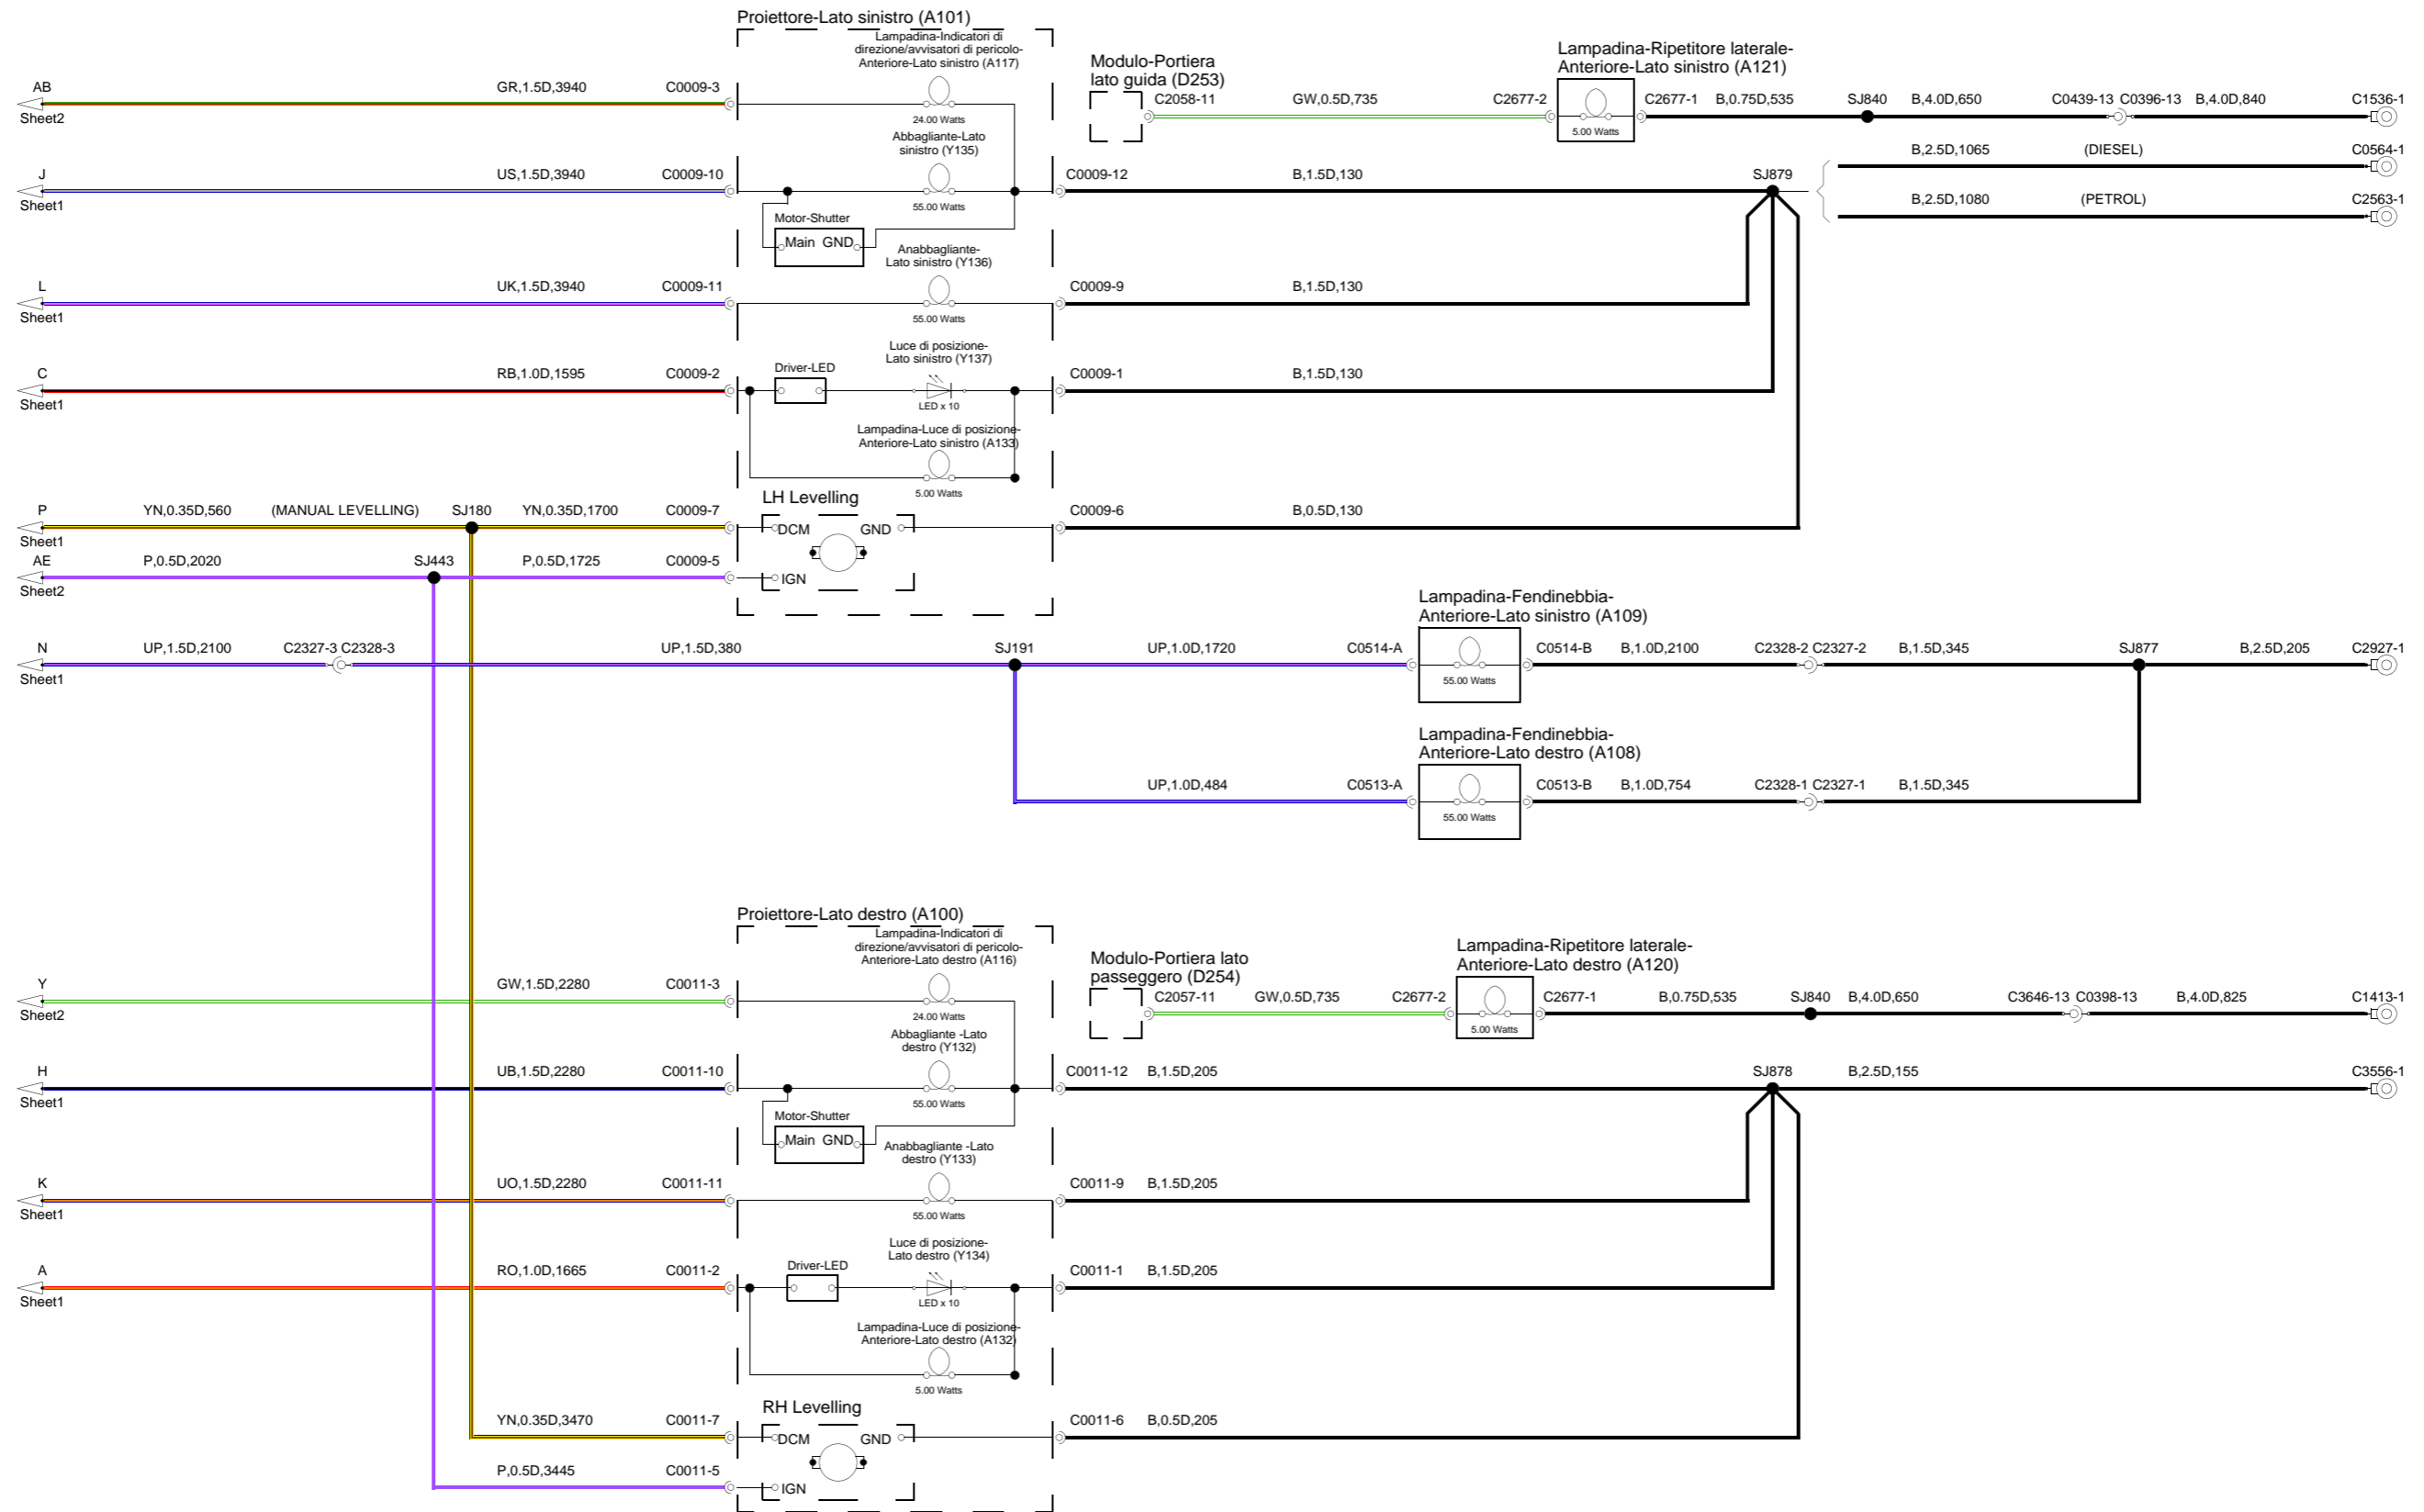 Proiettore-Lato sinistro (A101)
Lampadina-Indicatori di
direzione/avvisatori di pericolo-
Anteriore-Lato sinistro (A117)
Modulo-Portiera
lato guida (D253)
Lampadina-Ripetitore laterale-
Anteriore-Lato sinistro (A121)
AB
GR,1.5D,3940
C0009-3
Sheet2
24.00 Watts
C2058-11
GW,0.5D,735
C2677-2
5.00 Watts
C2677-1
B,0.75D,535
SJ840
B,4.0D,650
C0439-13
C0396-13
B,4.0D,840
C1536-1
Abbagliante-Lato
sinistro (Y135)
J
US,1.5D,3940
C0009-10
Sheet1
55.00 Watts
C0009-12
B,1.5D,130
SJ879
B,2.5D,1065
(DIESEL)
C0564-1
B,2.5D,1080
(PETROL)
C2563-1
Motor-Shutter
Main GND
Anabbagliante-
Lato sinistro (Y136)
L
UK,1.5D,3940
C0009-11
Sheet1
55.00 Watts
C0009-9
B,1.5D,130
Luce di posizione-
Lato sinistro (Y137)
C
RB,1.0D,1595
C0009-2
Sheet1
Driver-LED
LED x 10
C0009-1
B,1.5D,130
Lampadina-Luce di posizione-
Anteriore-Lato sinistro (A133)
5.00 Watts
LH Levelling
P
YN,0.35D,560
(MANUAL LEVELLING)
SJ180
YN,0.35D,1700
C0009-7
Sheet1
DCM
GND
C0009-6
B,0.5D,130
AE
P,0.5D,2020
SJ443
P,0.5D,1725
C0009-5
Sheet2
IGN
Lampadina-Fendinebbia-
Anteriore-Lato sinistro (A109)
N
UP,1.5D,2100
C2327-3 C2328-3
UP,1.5D,380
SJ191
UP,1.0D,1720
C0514-A
Sheet1
55.00 Watts
C0514-B
B,1.0D,2100
C2328-2 C2327-2
B,1.5D,345
SJ877
B,2.5D,205
C2927-1
Lampadina-Fendinebbia-
Anteriore-Lato destro (A108)
UP,1.0D,484
C0513-A
55.00 Watts
C0513-B
B,1.0D,754
C2328-1 C2327-1
B,1.5D,345
Proiettore-Lato destro (A100)
Lampadina-Indicatori di
direzione/avvisatori di pericolo-
Anteriore-Lato destro (A116)
Modulo-Portiera lato
passeggero (D254)
Lampadina-Ripetitore laterale-
Anteriore-Lato destro (A120)
Y
GW,1.5D,2280
C0011-3
Sheet2
24.00 Watts
C2057-11
GW,0.5D,735
C2677-2
5.00 Watts
C2677-1
B,0.75D,535
SJ840
B,4.0D,650
C3646-13
C0398-13
B,4.0D,825
C1413-1
Abbagliante -Lato
destro (Y132)
H
UB,1.5D,2280
C0011-10
Sheet1
55.00 Watts
C0011-12
B,1.5D,205
SJ878
B,2.5D,155
C3556-1
Motor-Shutter
Main GND
Anabbagliante -Lato
destro (Y133)
K
UO,1.5D,2280
C0011-11
Sheet1
55.00 Watts
C0011-9
B,1.5D,205
Luce di posizione-
Lato destro (Y134)
A
RO,1.0D,1665
C0011-2
Sheet1
Driver-LED
LED x 10
C0011-1
B,1.5D,205
Lampadina-Luce di posizione-
Anteriore-Lato destro (A132)
5.00 Watts
RH Levelling
YN,0.35D,3470
C0011-7
DCM
GND
C0011-6
B,0.5D,205
P,0.5D,3445
C0011-5
IGN